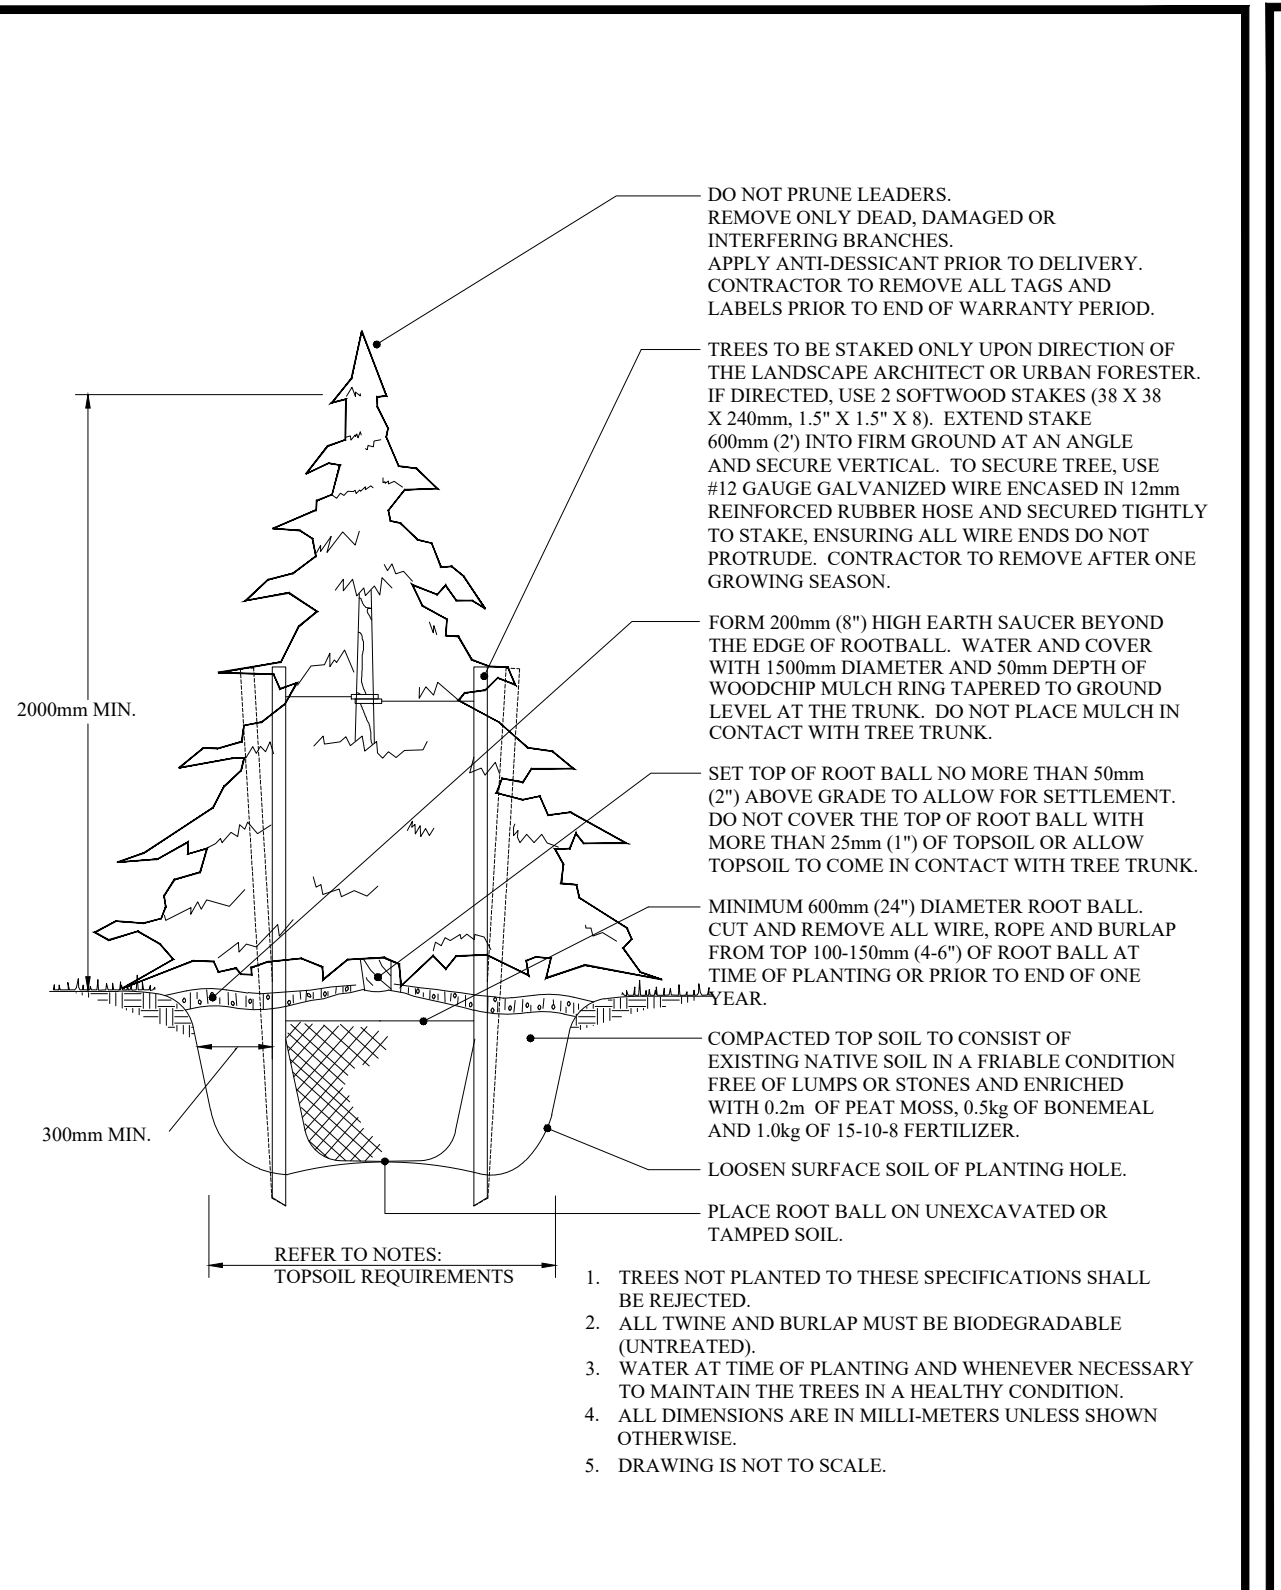 DO NOT PRUNE LEADERS.
REMOVE ONLY DEAD, DAMAGED OR
INTERFERING BRANCHES.
APPLY ANTI-DESSICANT PRIOR TO DELIVERY.
CONTRACTOR TO REMOVE ALL TAGS AND
LABELS PRIOR TO END OF WARRANTY PERIOD.
TREES TO BE STAKED ONLY UPON DIRECTION OF
THE LANDSCAPE ARCHITECT OR URBAN FORESTER.
IF DIRECTED, USE 2 SOFTWOOD STAKES (38 X 38
X 240mm, 1.5" X 1.5" X 8). EXTEND STAKE
600mm (2') INTO FIRM GROUND AT AN ANGLE
AND SECURE VERTICAL. TO SECURE TREE, USE
#12 GAUGE GALVANIZED WIRE ENCASED IN 12mm
REINFORCED RUBBER HOSE AND SECURED TIGHTLY
TO STAKE, ENSURING ALL WIRE ENDS DO NOT
PROTRUDE. CONTRACTOR TO REMOVE AFTER ONE
GROWING SEASON.
FORM 200mm (8") HIGH EARTH SAUCER BEYOND
THE EDGE OF ROOTBALL. WATER AND COVER
WITH 1500mm DIAMETER AND 50mm DEPTH OF
WOODCHIP MULCH RING TAPERED TO GROUND
LEVEL AT THE TRUNK. DO NOT PLACE MULCH IN
CONTACT WITH TREE TRUNK.
2000mm MIN.
SET TOP OF ROOT BALL NO MORE THAN 50mm
(2") ABOVE GRADE TO ALLOW FOR SETTLEMENT.
DO NOT COVER THE TOP OF ROOT BALL WITH
MORE THAN 25mm (1") OF TOPSOIL OR ALLOW
TOPSOIL TO COME IN CONTACT WITH TREE TRUNK.
MINIMUM 600mm (24") DIAMETER ROOT BALL.
CUT AND REMOVE ALL WIRE, ROPE AND BURLAP
FROM TOP 100-150mm (4-6") OF ROOT BALL AT
TIME OF PLANTING OR PRIOR TO END OF ONE
YEAR.
COMPACTED TOP SOIL TO CONSIST OF
EXISTING NATIVE SOIL IN A FRIABLE CONDITION
FREE OF LUMPS OR STONES AND ENRICHED
WITH 0.2m OF PEAT MOSS, 0.5kg OF BONEMEAL
AND 1.0kg OF 15-10-8 FERTILIZER.
300mm MIN.
LOOSEN SURFACE SOIL OF PLANTING HOLE.
PLACE ROOT BALL ON UNEXCAVATED OR
TAMPED SOIL.
REFER TO NOTES:
TOPSOIL REQUIREMENTS
1. TREES NOT PLANTED TO THESE SPECIFICATIONS SHALL
BE REJECTED.
2. ALL TWINE AND BURLAP MUST BE BIODEGRADABLE
(UNTREATED).
3. WATER AT TIME OF PLANTING AND WHENEVER NECESSARY
TO MAINTAIN THE TREES IN A HEALTHY CONDITION.
4. ALL DIMENSIONS ARE IN MILLI-METERS UNLESS SHOWN
OTHERWISE.
5. DRAWING IS NOT TO SCALE.